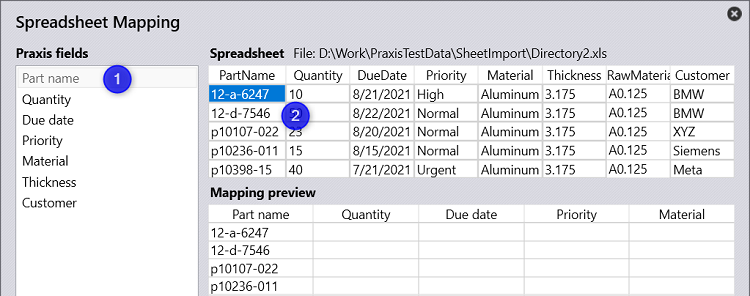 Spreadsheet Mapping
Praxis fields
Part name
1
Quantity
Due date
Priority
Material
Thickness
Customer
Spreadsheet File: D:\Work\PraxisTestData\SheetImport\Directory2.xls
PartName Quantity DueDate Priority Material Thickness RawMateria Customer
12-a-6247 10 8/21/2021 High Aluminum 3.175 A0.125 BMW
12-d-7546 2 8/22/2021 Normal Aluminum 3.175 A0.125 BMW
p10107-022 23 8/20/2021 Normal Aluminum 3.175 A0.125 XYZ
p10236-011 15 8/15/2021 Normal Aluminum 3.175 A0.125 Siemens
p10398-15 40 7/21/2021 Urgent Aluminum 3.175 A0.125 Meta
Mapping preview
Part name Quantity Due date Priority Material
12-a-6247
12-d-7546
p10107-022
p10236-011